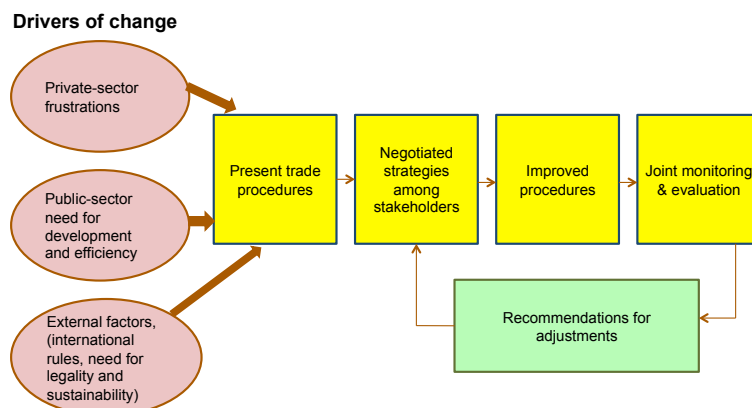 Drivers of change
Private-sector
frustrations
Public-sector
need for
development
and efficiency
External factors,
(international
rules, need for
legality and
sustainability)
Present trade
procedures
Negotiated
strategies
among
stakeholders
Improved
procedures
Joint monitoring
& evaluation
Recommendations for
adjustments